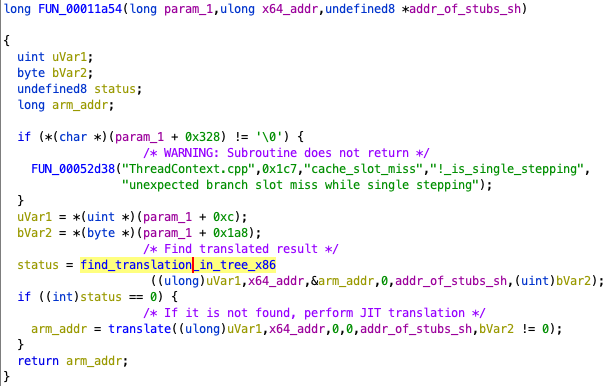 long FUN_00011a54(long param_1,ulong x64_addr,undefined8 *addr_of_stubs_sh)
{
uint uVar1;
byte bVar2;
undefined8 status;
long arm_addr;
if (*(char *)(param_1 + 0x328) != '\0') {
/* WARNING: Subroutine does not return */
FUN_00052d38("ThreadContext.cpp",0x1c7,"cache_slot_miss","!_is_single_stepping",
"unexpected branch slot miss while single stepping");
}
uVar1 = *(uint *)(param_1 + 0xc);
bVar2 = *(byte *)(param_1 + 0x1a8);
/* Find translated result */
status = find_translation_in_tree_x86
((ulong)uVar1,x64_addr,&arm_addr,0,addr_of_stubs_sh,(uint)bVar2);
if ((int)status == 0) {
/* If it is not found, perform JIT translation */
arm_addr = translate((ulong)uVar1,x64_addr,0,0,addr_of_stubs_sh,bVar2 != 0);
}
return arm_addr;
}